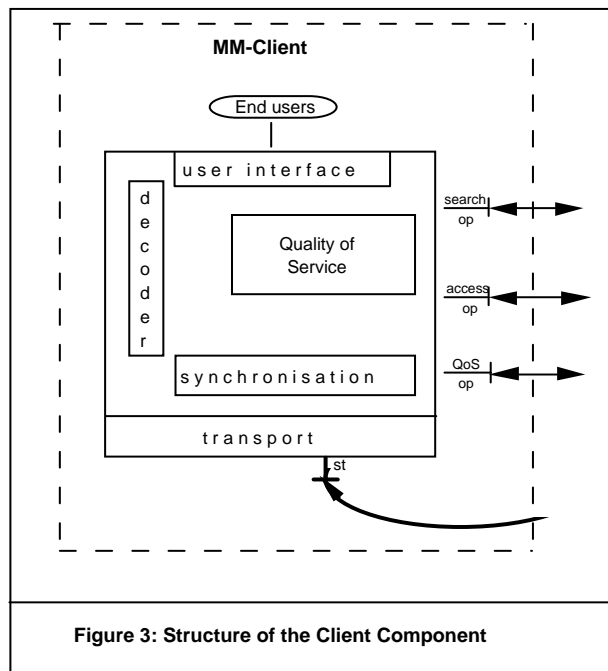 MM-Client
End users
user interface
decoder
Quality of
Service
search
op
access
op
QoS
op
synchronisation
transport
st
Figure 3: Structure of the Client Component